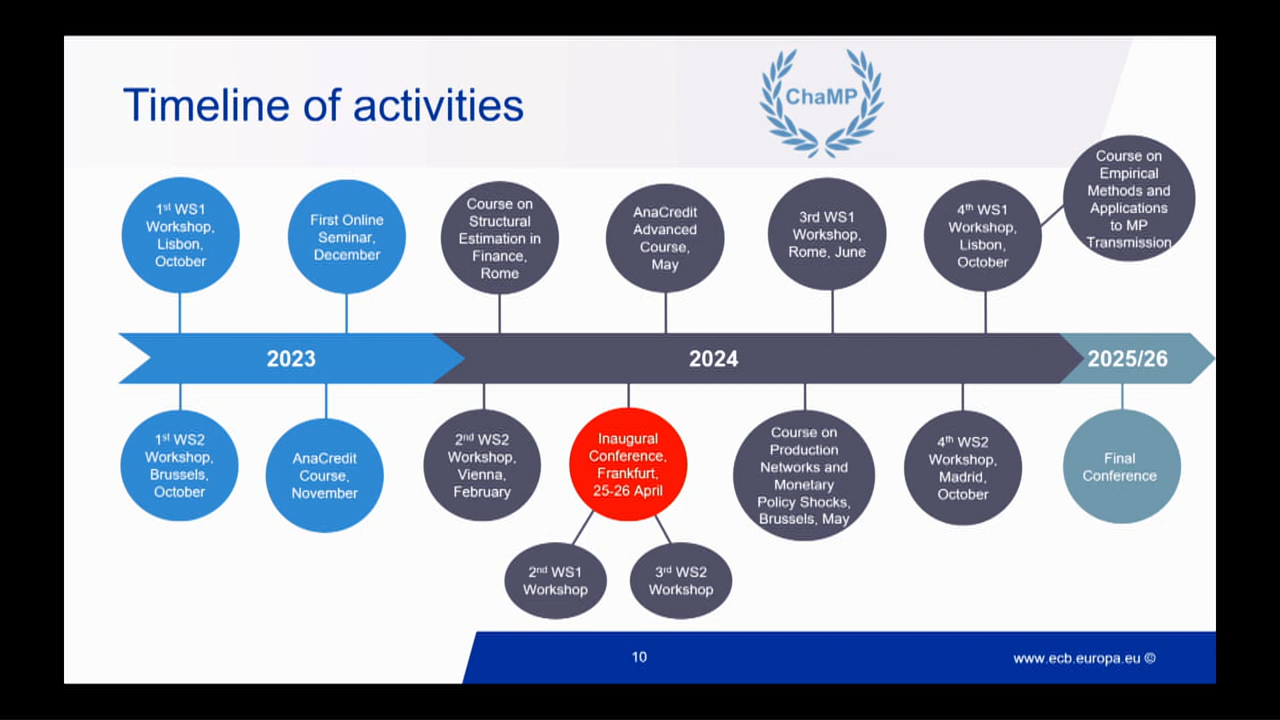 Timeline of activities
ChaMP
1st WS1
Workshop,
Lisbon,
October
First Online
Seminar,
December
Course on
Structural
Estimation in
Finance,
Rome
AnaCredit
Advanced
Course,
May
3rd WS1
Workshop,
Rome, June
4th WS1
Workshop,
Lisbon,
October
Course on
Empirical
Methods and
Applications
to MP
Transmission
2023
2024
2025/26
1st WS2
Workshop,
Brussels,
October
AnaCredit
Course,
November
2nd WS2
Workshop,
Vienna,
February
Inaugural
Conference,
Frankfurt,
25-26 April
Course on
Production
Networks and
Monetary
Policy Shocks,
Brussels, May
4th WS2
Workshop,
Madrid,
October
Final
Conference
2nd WS1
Workshop
3rd WS2
Workshop
10
www.ecb.europa.eu ©